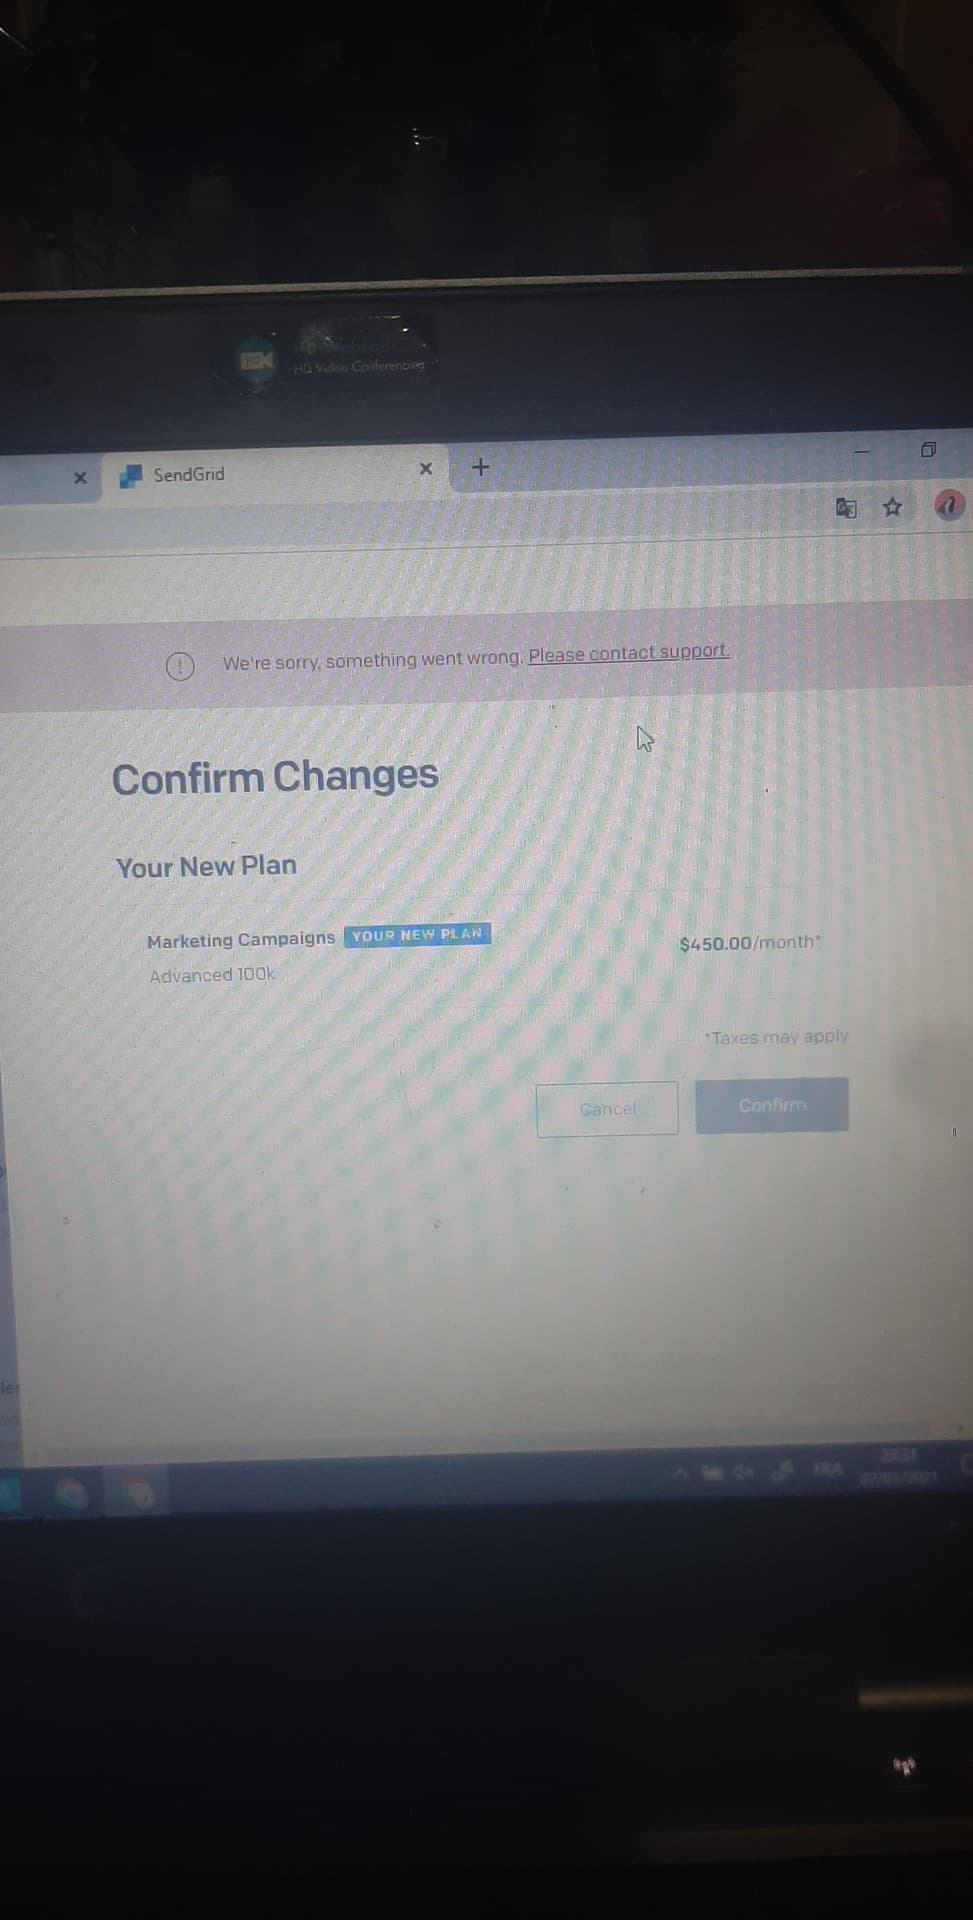 HD Video Conferencing
SendGrid
We're sorry, something went wrong. Please contact support.
Confirm Changes
Your New Plan
Marketing Campaigns YOUR NEW PLAN
$450.00/month*
Advanced 100k
*Taxes may apply
Cancel Confirm
FRA